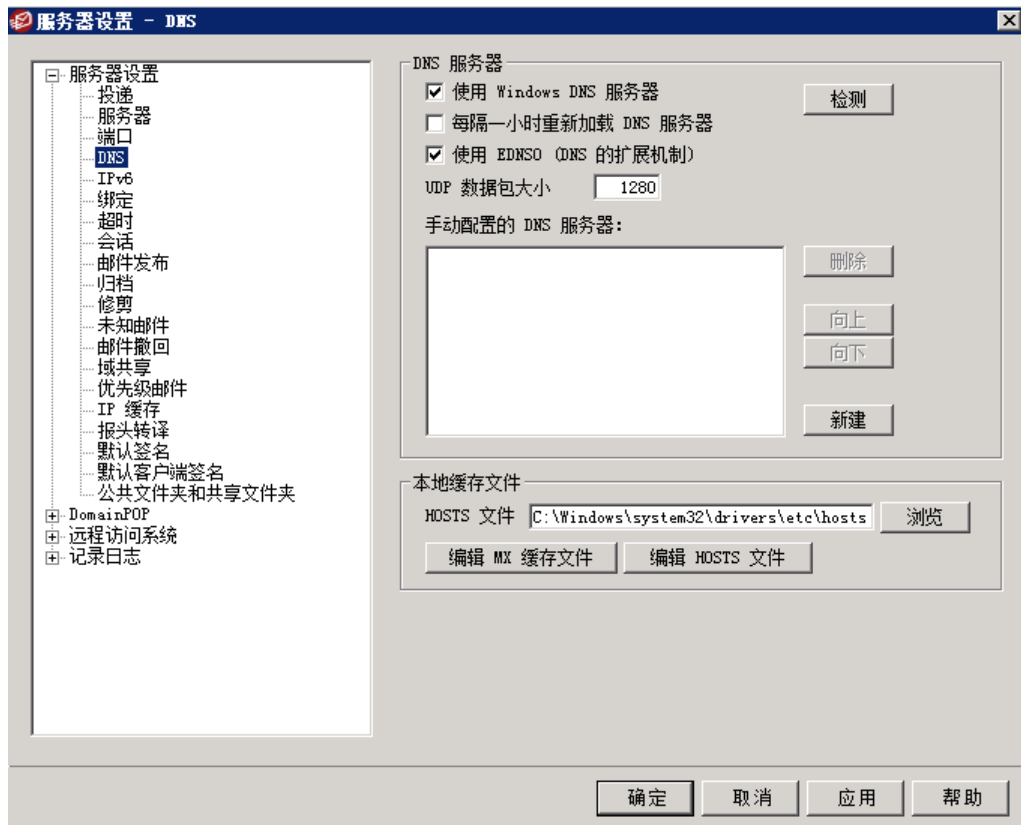 服务器设置 - DNS
服务器设置
投递
服务器
端口
DNS
IPv6
绑定
超时
会话
邮件发布
归档
修剪
未知邮件
邮件撤回
域共享
优先级邮件
IP 缓存
报头转译
默认签名
默认客户端签名
公共文件夹和共享文件夹
DomainPOP
远程访问系统
记录日志
DNS 服务器
使用 Windows DNS 服务器
检测
每隔一小时重新加载 DNS 服务器
使用 EDNS0 (DNS 的扩展机制)
UDP 数据包大小 1280
手动配置的 DNS 服务器:
删除
向上
向下
新建
本地缓存文件
HOSTS 文件 C:\Windows\system32\drivers\etc\hosts 浏览
编辑 MX 缓存文件 编辑 HOSTS 文件
确定 取消 应用 帮助